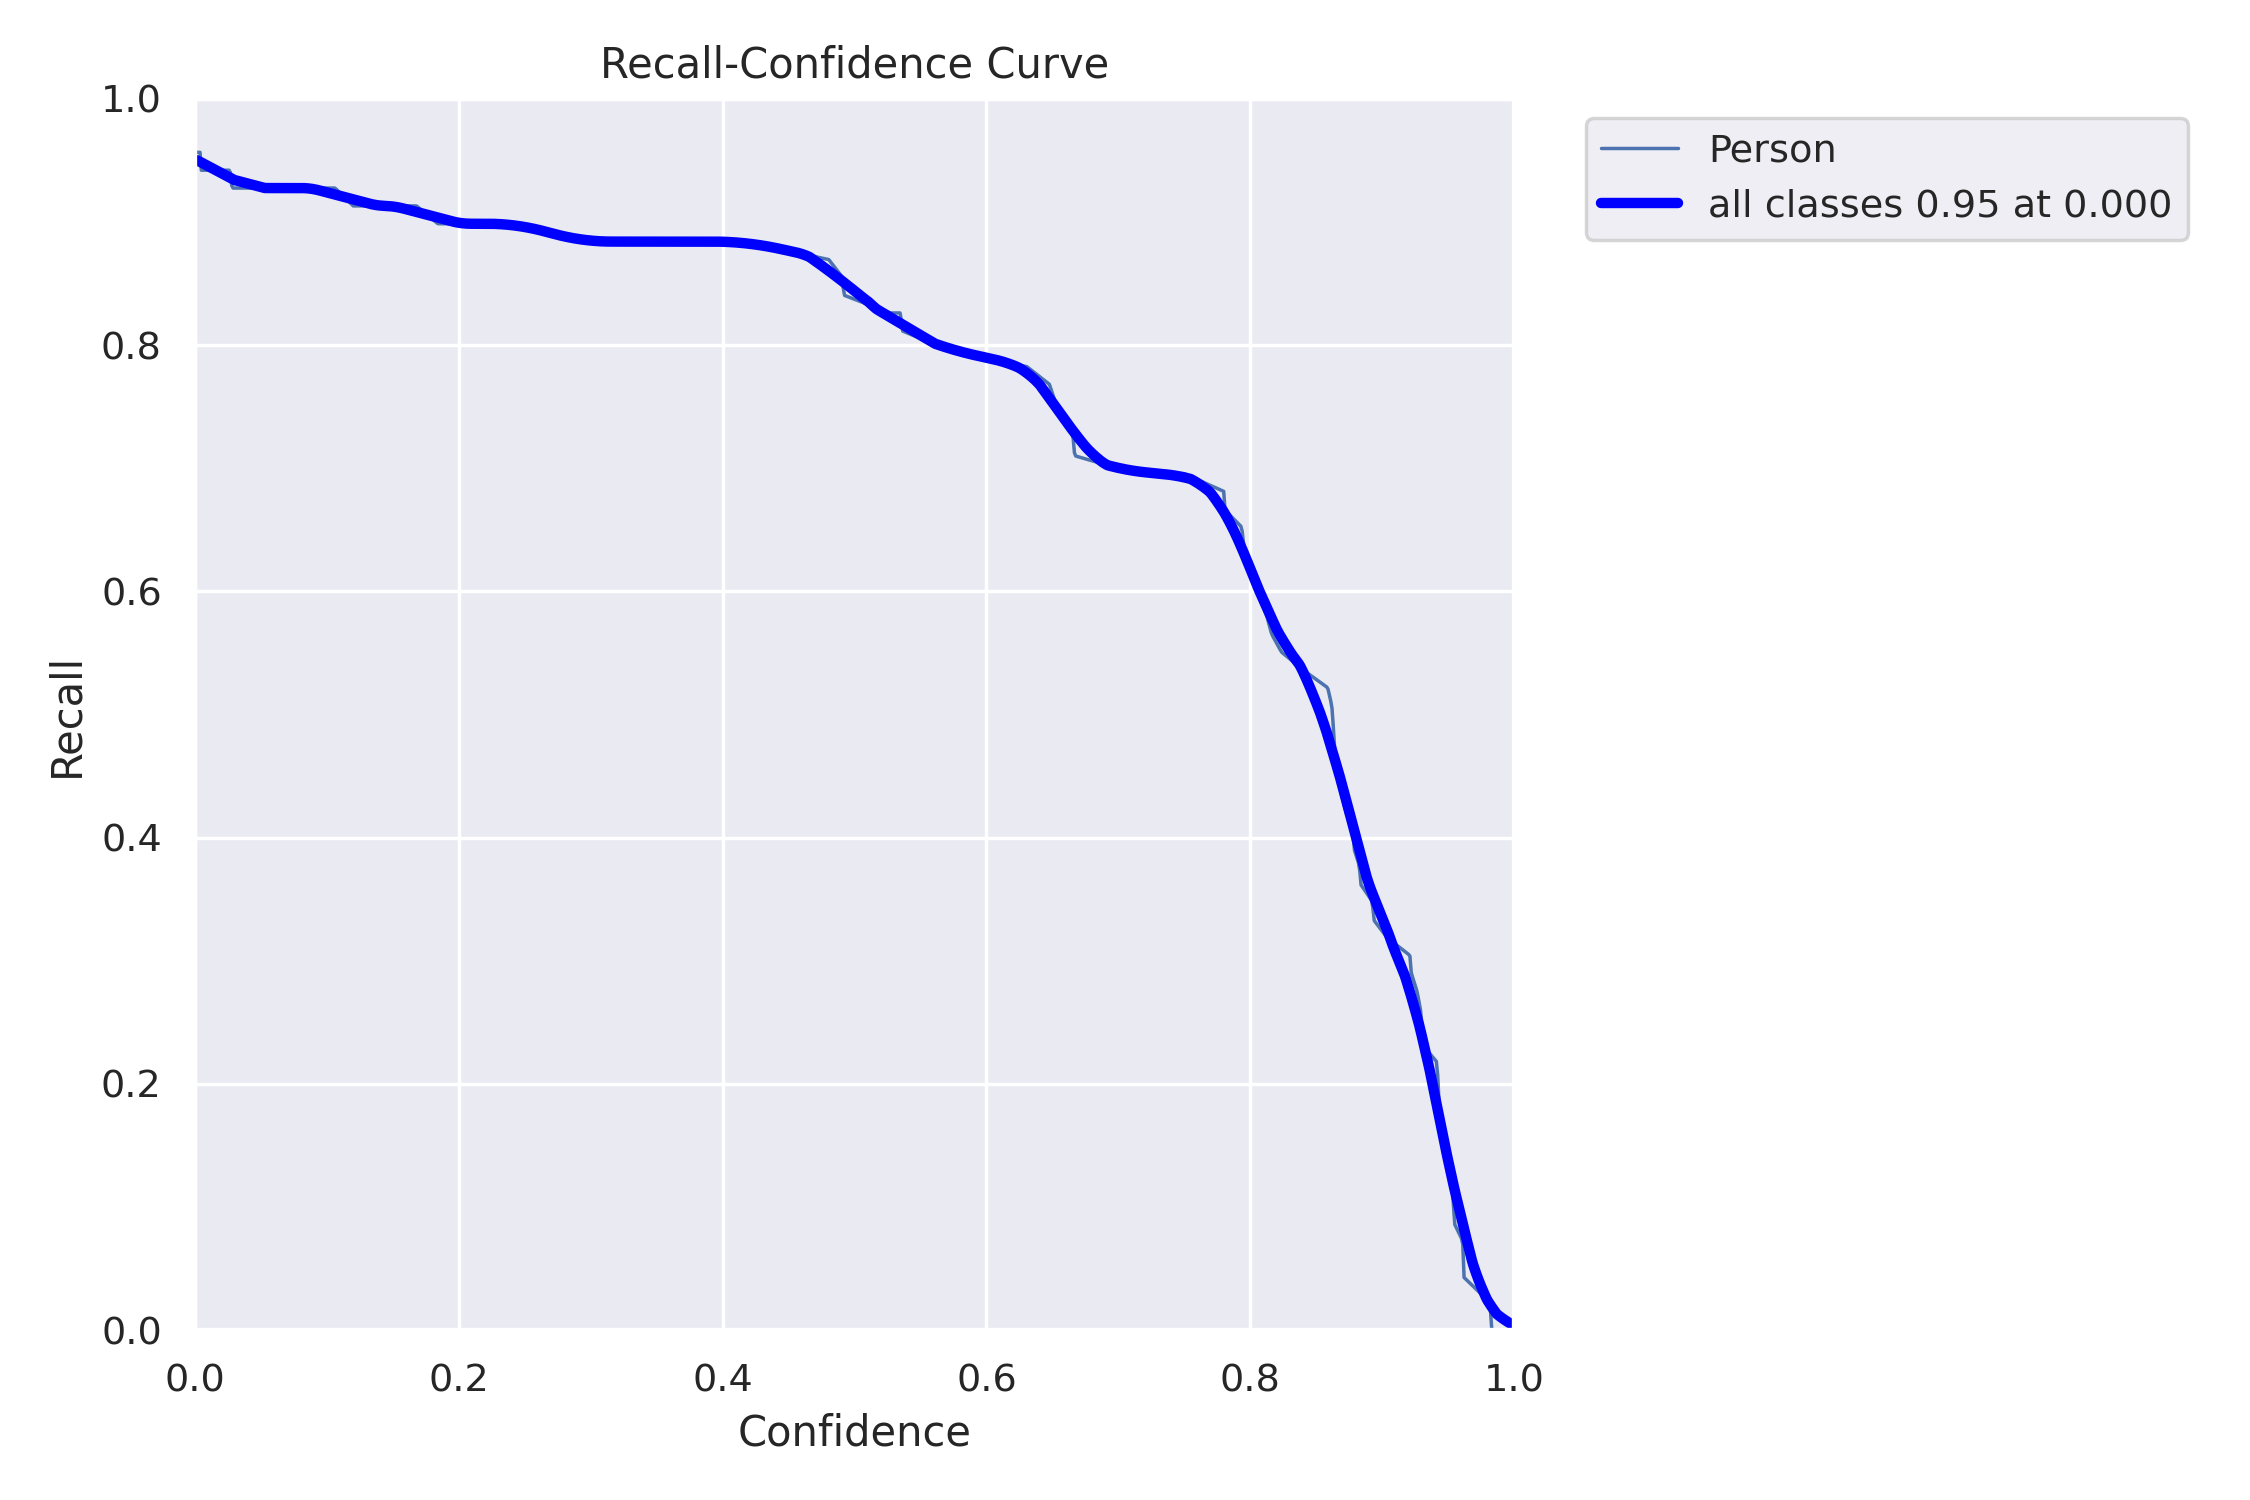 Recall-Confidence Curve
1.0
0.8
0.6
0.4
0.2
0.0
Recall
0.0 0.2 0.4 0.6 0.8 1.0
Confidence
Person
all classes 0.95 at 0.000